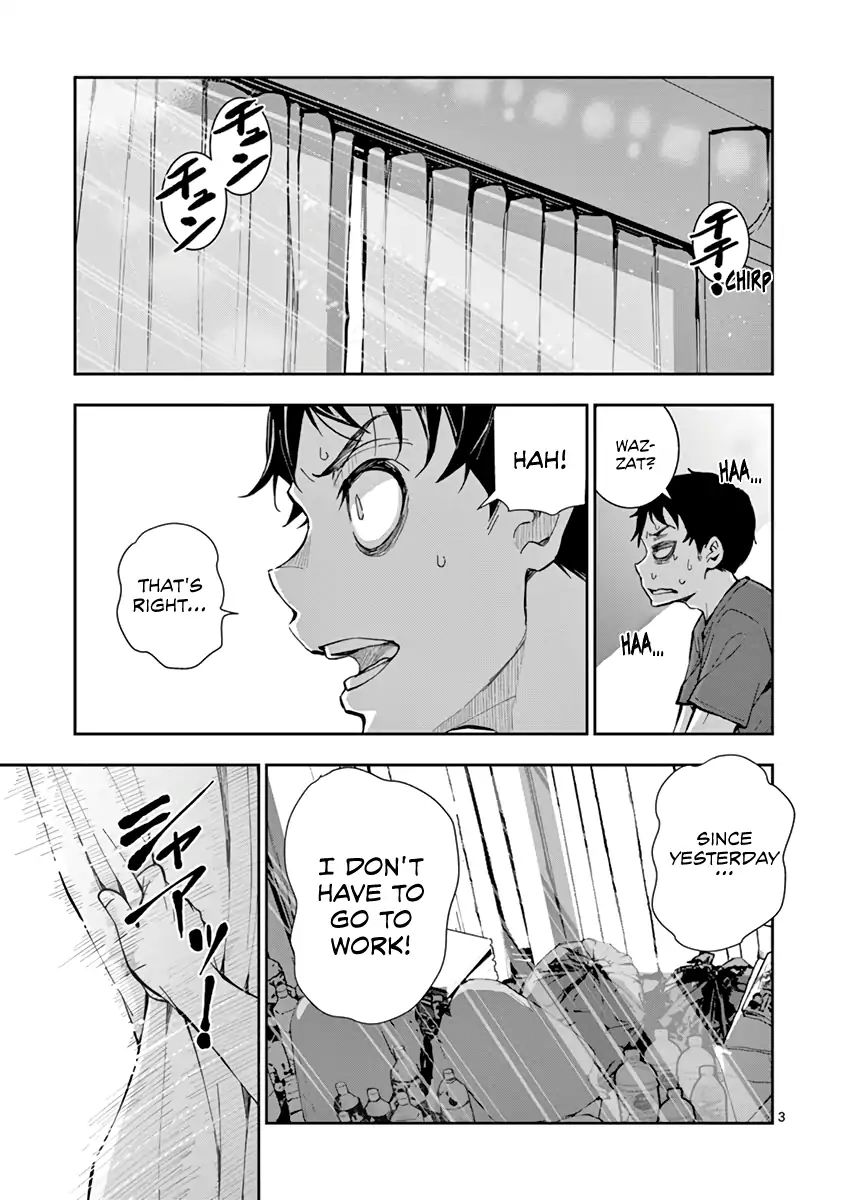 チチ・
CHIRP
チュン
チュン
WAZ-
ZAT?
HAA...
HAA...
HAH!
THAT'S
RIGHT...
SINCE
YESTERDAY
...
I DON'T
HAVE TO
GO TO
WORK!
シャアッ!
3